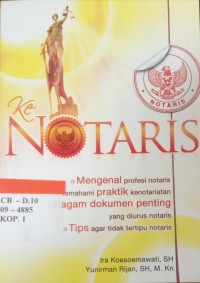 NOTARIS
Ke
NOTARIS
Mengenal profesi notaris
emahami praktik kenotariatan
agam dokumen penting
yang diurus notaris
Tips agar tidak tertipu notaris
CB – D.10
09 – 4885
KOP. 1
Ira Koesoemawati, SH
Yunirman Rijan, SH, M. Kn